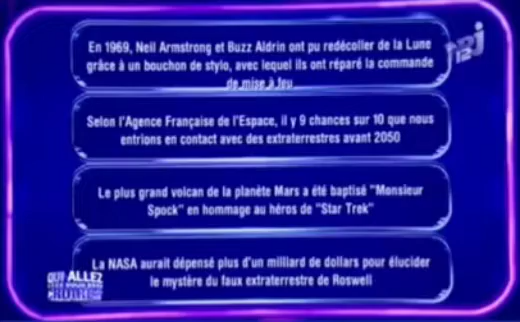 En 1969, Neil Armstrong et Buzz Aldrin ont pu redécoller de la Lune
grâce à un bouchon de stylo, avec lequel ils ont réparé la commande
de mise à feu
NRJ
12
Selon l'Agence Française de l'Espace, il y 9 chances sur 10 que nous
entrions en contact avec des extraterrestres avant 2050
Le plus grand volcan de la planète Mars a été baptisé "Monsieur
Spock" en hommage au héros de "Star Trek"
La NASA aurait dépensé plus d'un milliard de dollars pour élucider
le mystère du faux extraterrestre de Roswell
ALLEZ